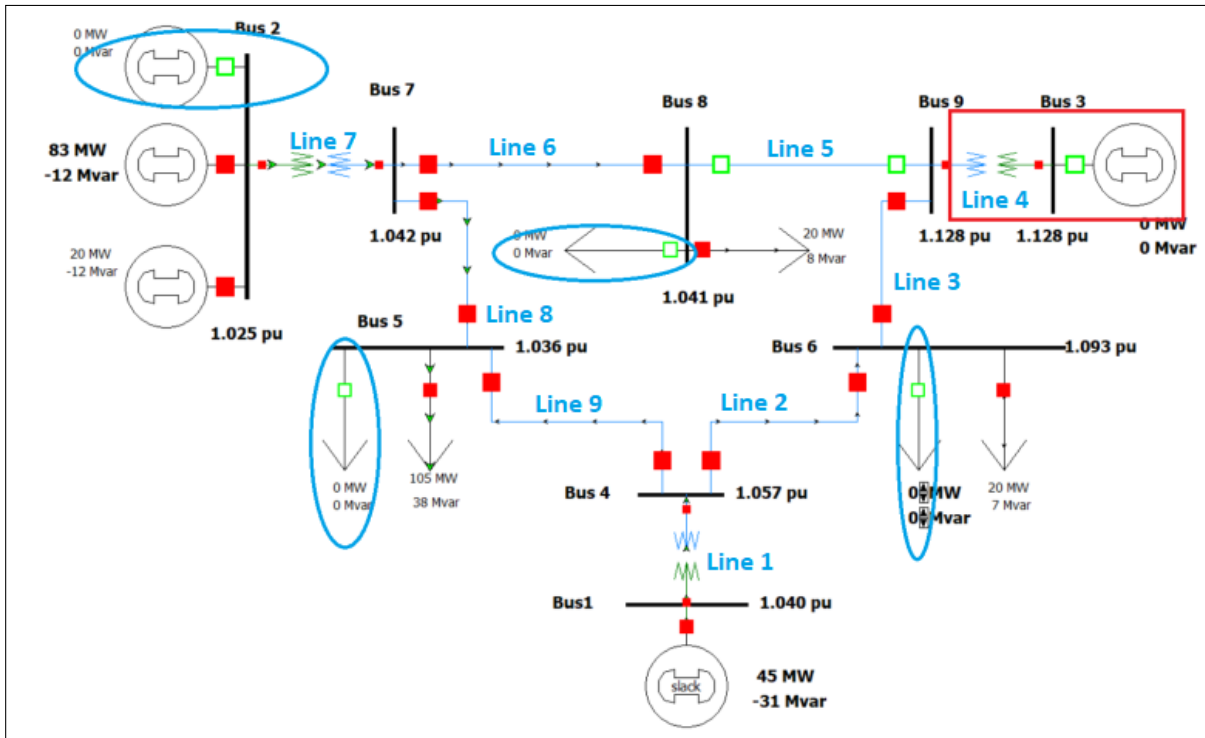 0 MW
0 Mvar
Bus 2
83 MW
-12 Mvar
20 MW
-12 Mvar
1.025 pu
Line 7
Bus 7
1.042 pu
Line 6
Bus 8
Line 5
Bus 9
Bus 3
Line 4
0 MW
0 Mvar
1.128 pu
1.128 pu
0 MW
0 Mvar
20 MW
8 Mvar
1.041 pu
Line 3
Line 8
Bus 5
1.036 pu
Bus 6
1.093 pu
Line 9
Line 2
0 MW
0 Mvar
105 MW
38 Mvar
0 MW
0 Mvar
20 MW
7 Mvar
Bus 4
1.057 pu
Line 1
Bus1
1.040 pu
slack
45 MW
-31 Mvar